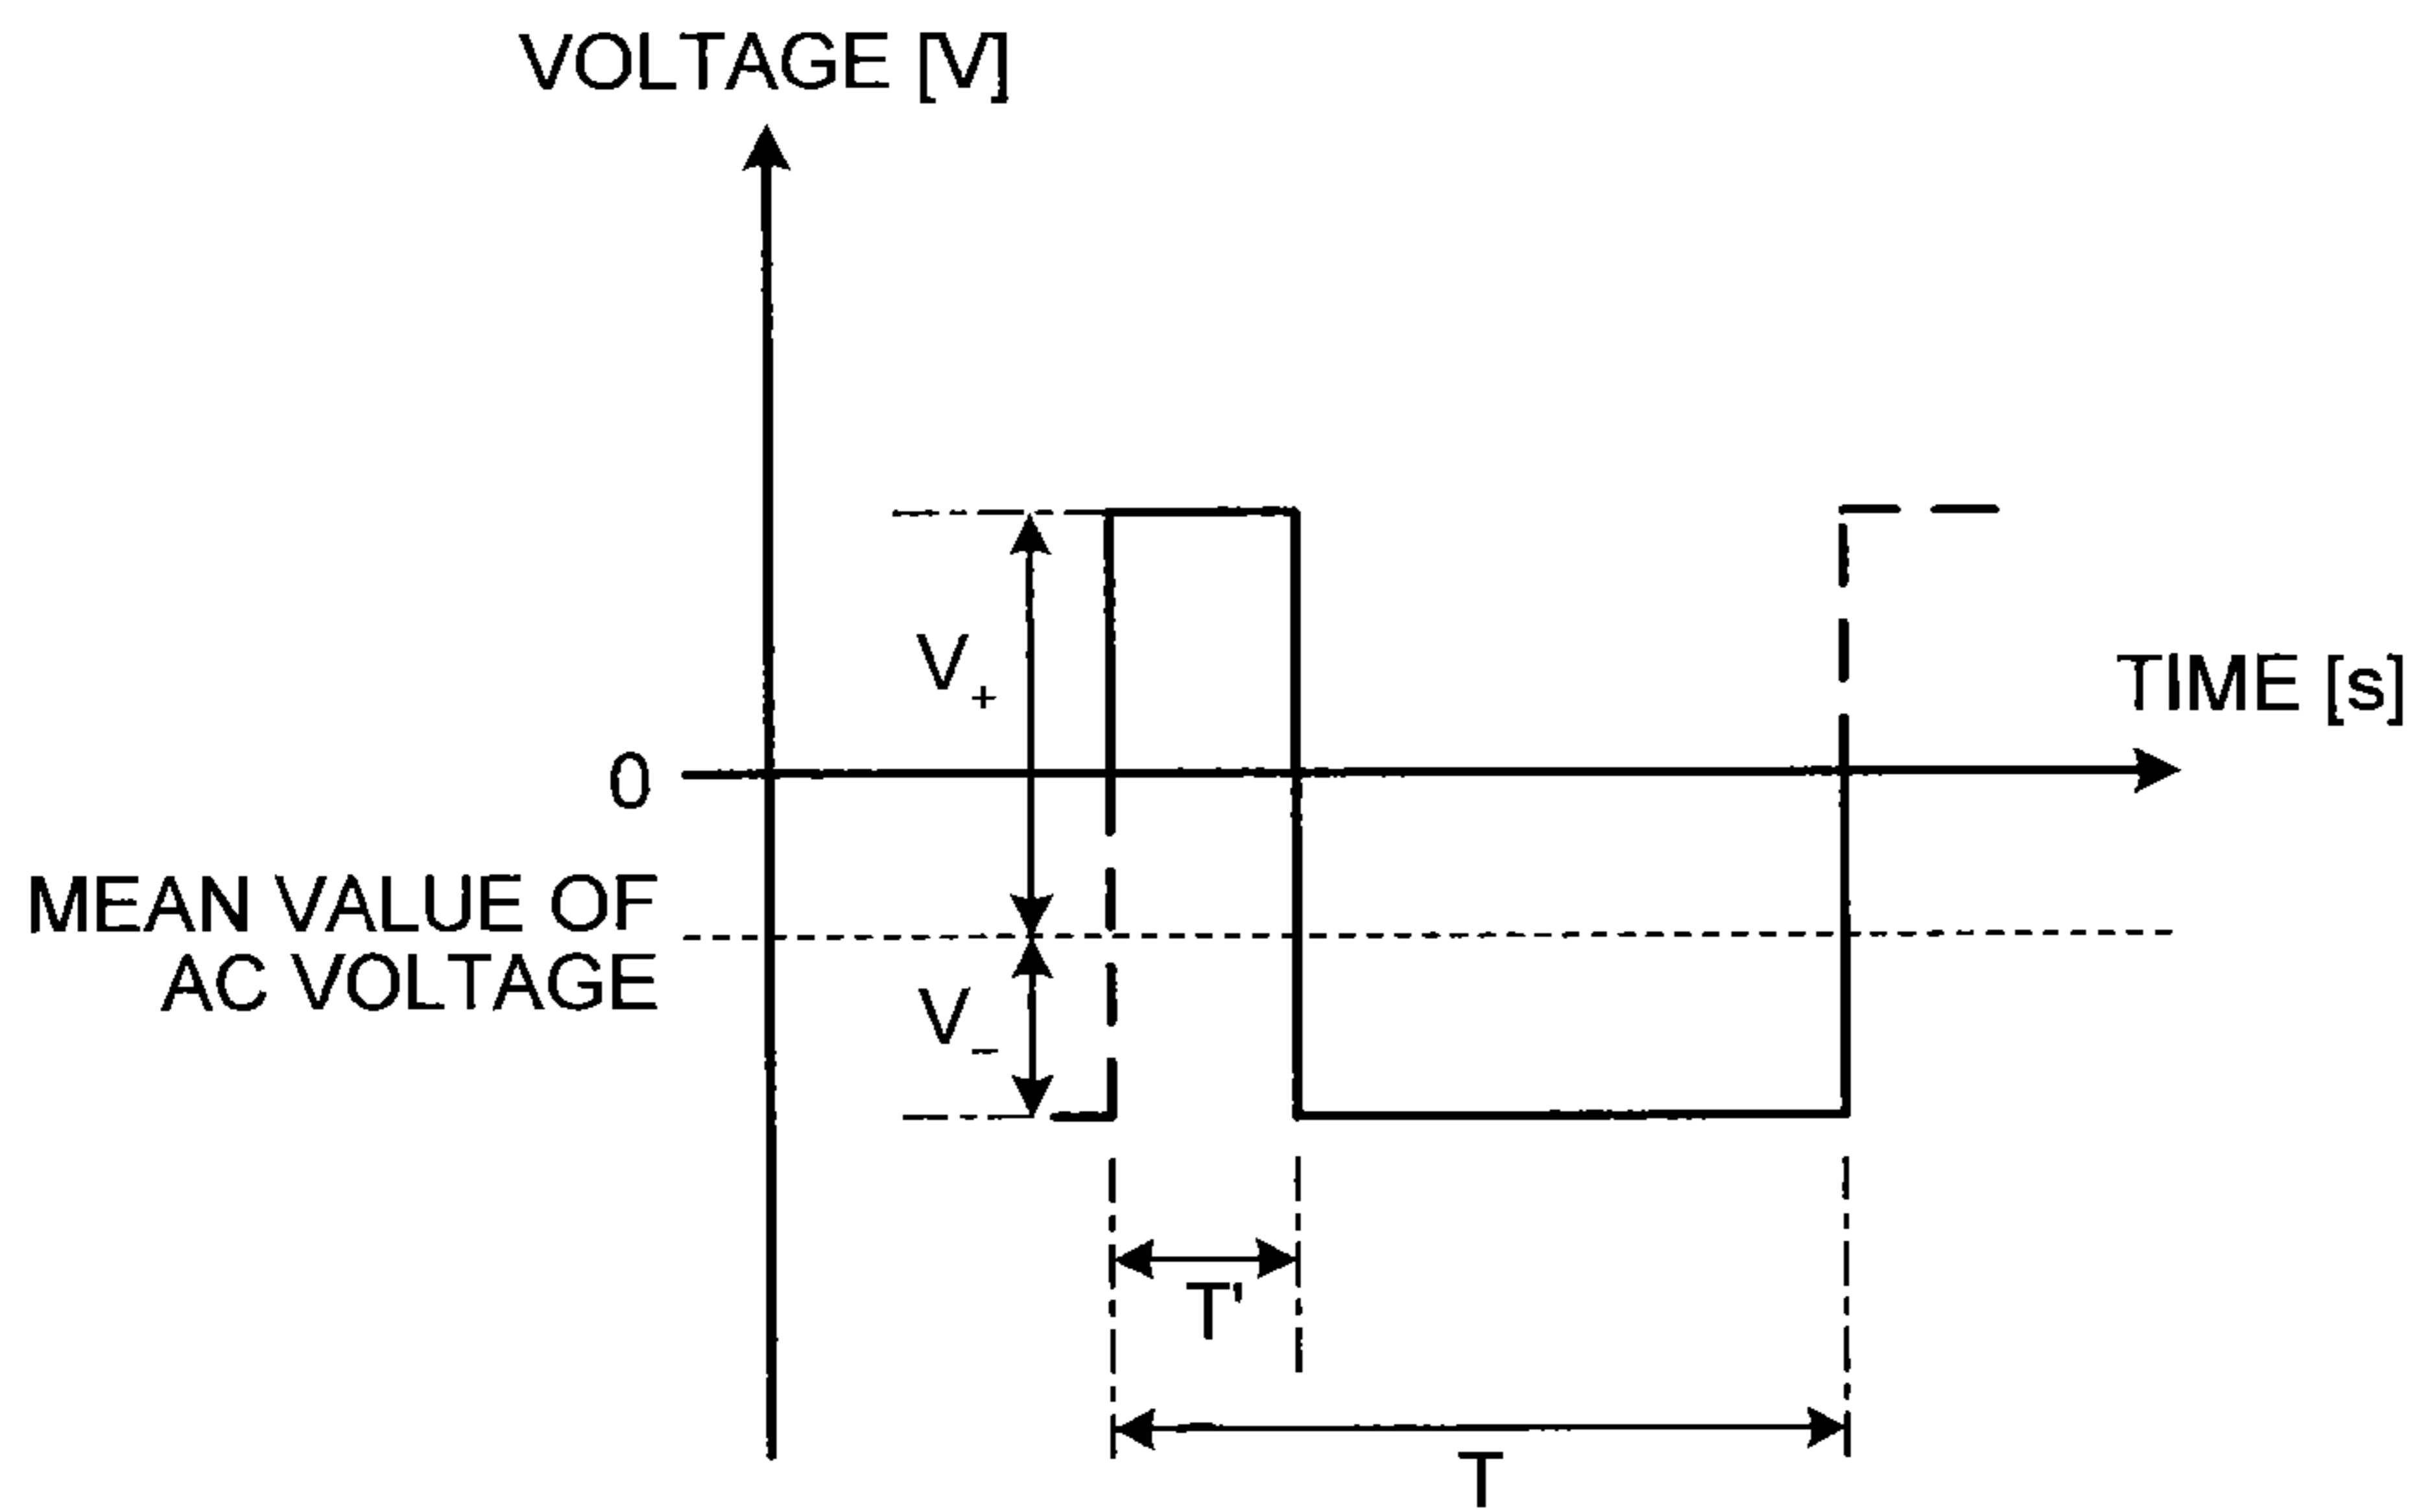 VOLTAGE [V]
V+
TIME [s]
0
MEAN VALUE OF
AC VOLTAGE
V−
T'
T